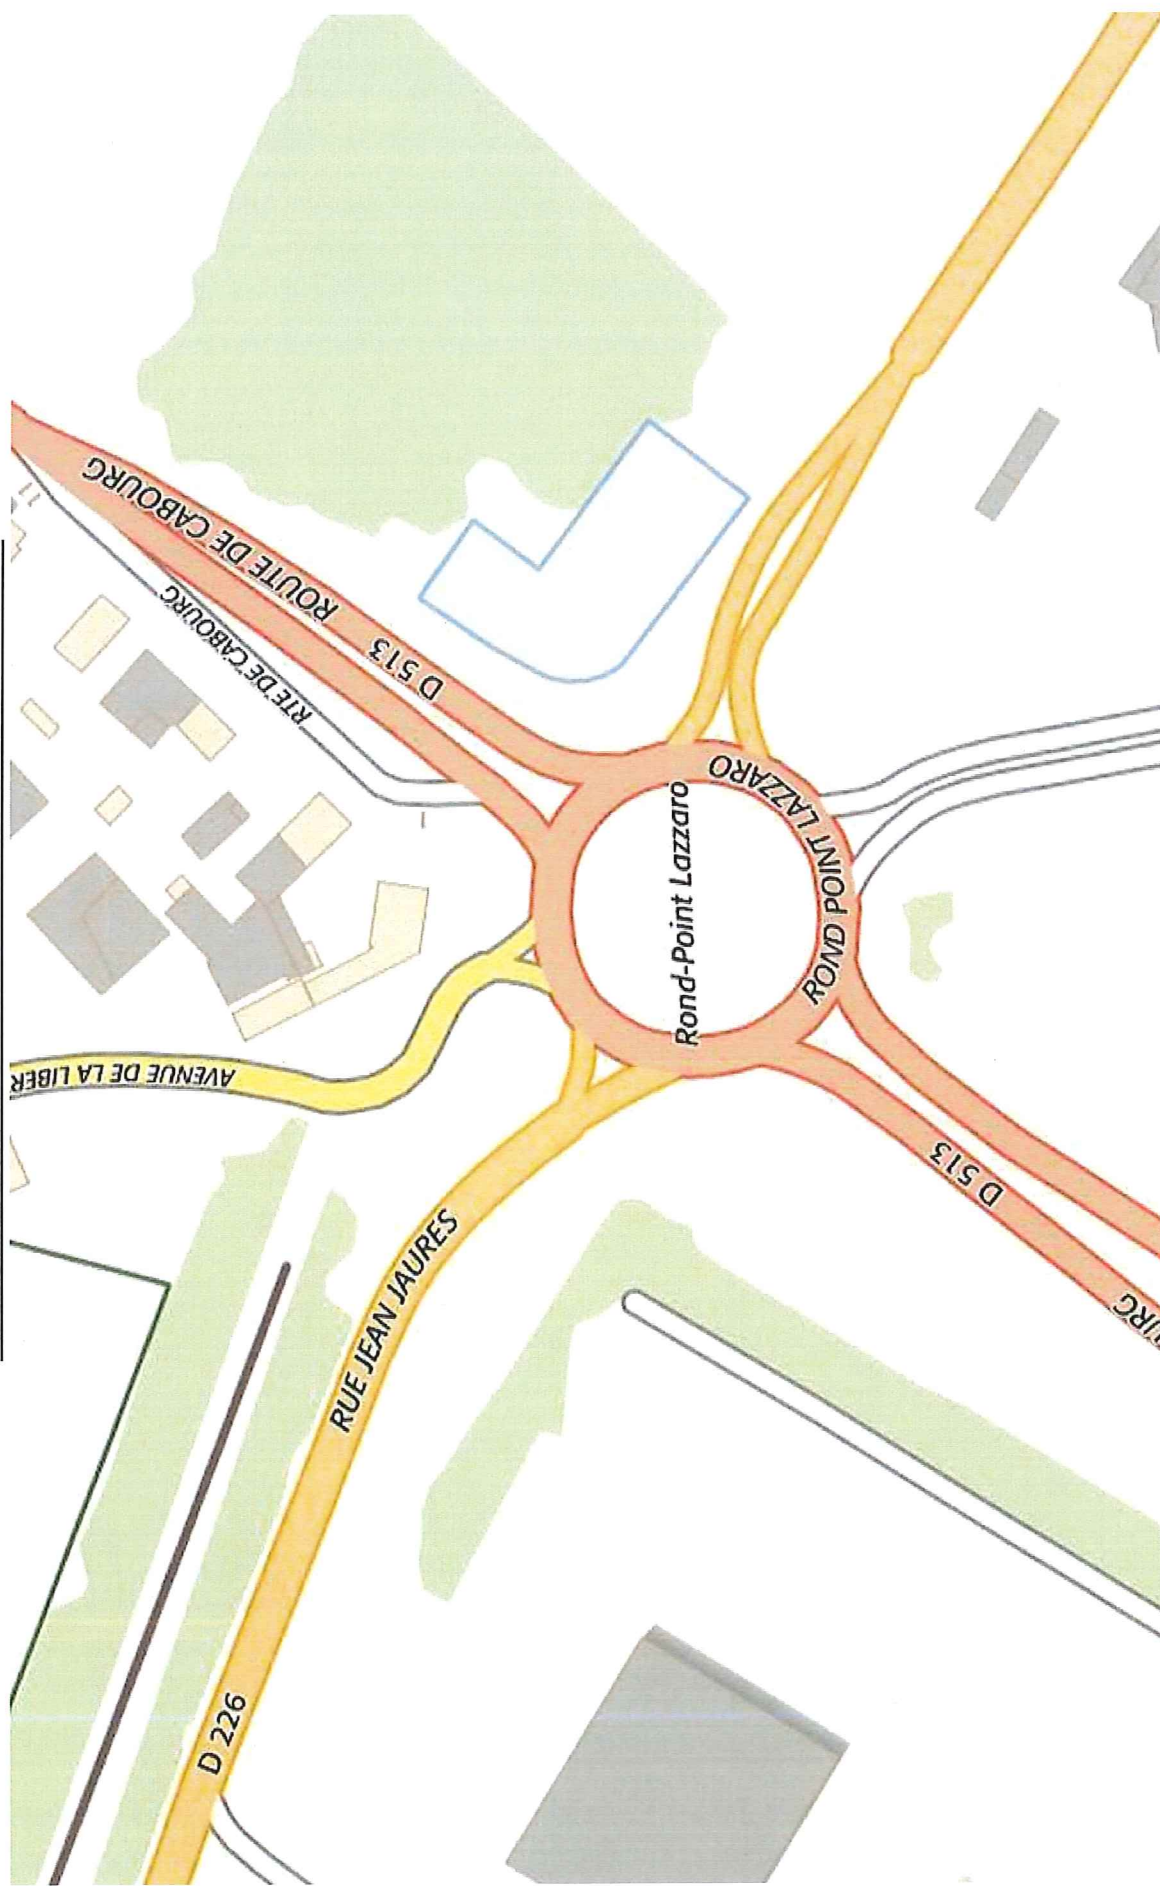 ROUTE DE CABOURG
D 513
RTE DE CABOURG
ROND POINT LAZZARO
Rond-Point Lazzaro
AVENUE DE LA LIBER
D 513
URG
RUE JEAN JAURES
D 226